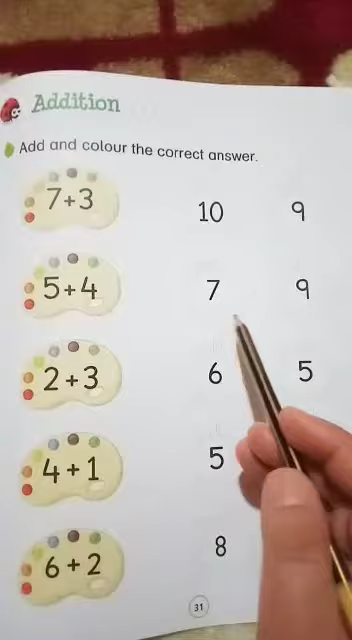 Addition
Add and colour the correct answer.
7+3 10 9
5+4 7 9
2+3 6 5
4+1 5
6+2 8
31